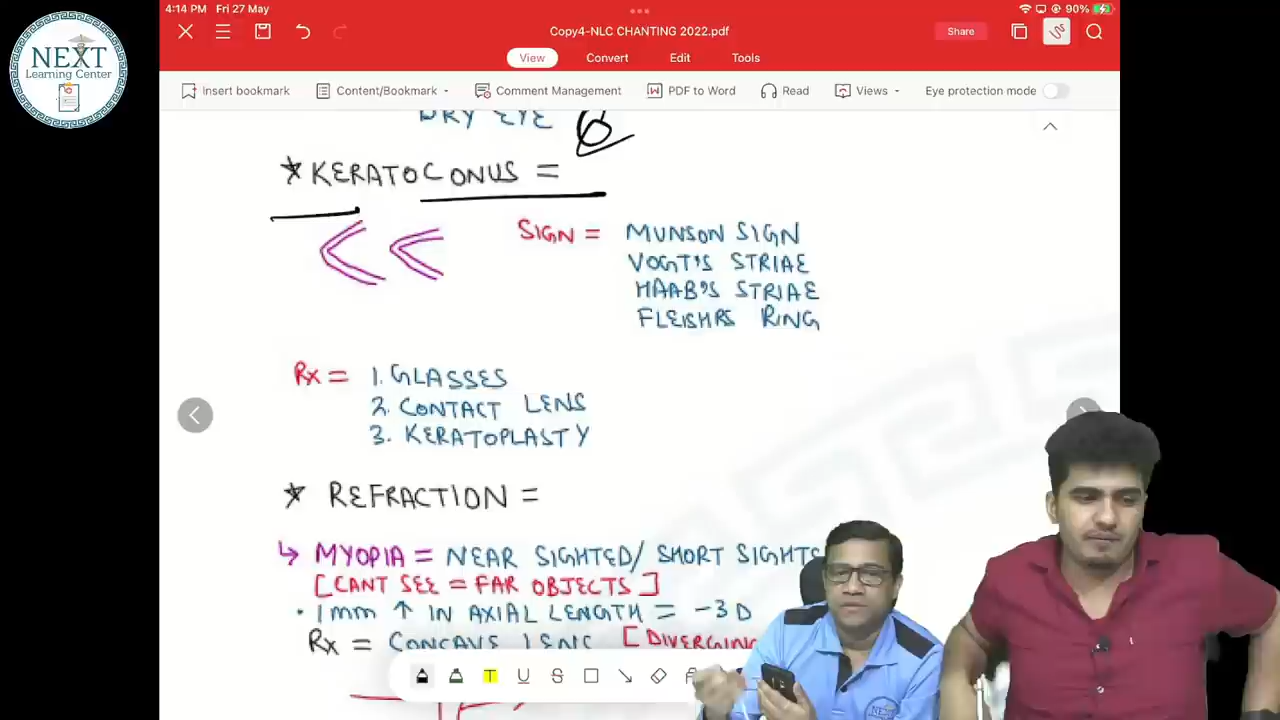 4:14 PM Fri 27 May
90%
NEXT
Learning Center
Copy4-NLC CHANTING 2022.pdf
Share
View Convert Edit Tools
Insert bookmark Content/Bookmark Comment Management PDF to Word Read Views Eye protection mode
DRY EYE
* KERATOCONUS =
SIGN = MUNSON SIGN
VOGT'S STRIAE
HAAB'S STRIAE
FLEISHRS RING
Rx = 1. GLASSES
2. CONTACT LENS
3. KERATOPLASTY
* REFRACTION =
↳ MYOPIA = NEAR SIGHTED/ SHORT SIGHTE
[CANT SEE = FAR OBJECTS]
• 1mm ↑ IN AXIAL LENGTH = -3D
Rx = CONCAVE LENS [DIVERGING
T U S
NEXT